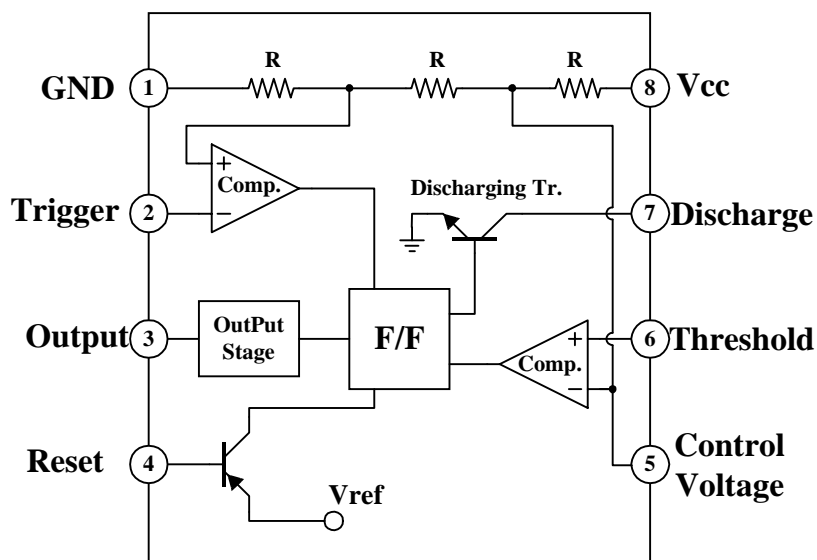 R
R
R
GND
1
8
Vcc
+
Comp.
−
Trigger
2
Discharging Tr.
7
Discharge
Output
3
OutPut
Stage
F/F
+
Comp.
−
6
Threshold
Reset
4
Vref
5
Control
Voltage